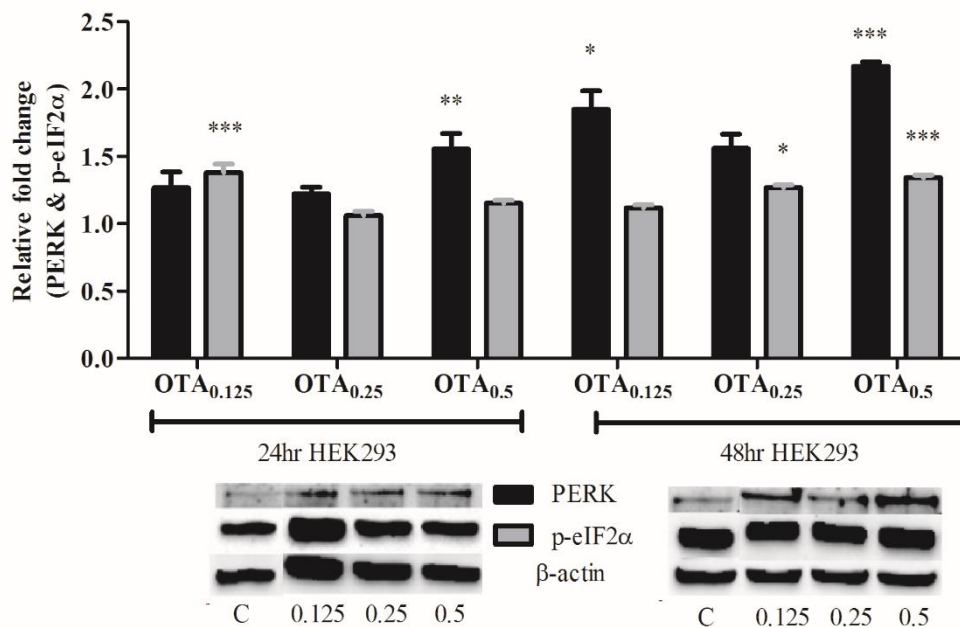 Relative fold change
(PERK & p-eIF2α)
2.5
2.0
1.5
1.0
0.5
0.0
***
**
*
*
***
***
OTA0.125 OTA0.25 OTA0.5 OTA0.125 OTA0.25 OTA0.5
24hr HEK293 48hr HEK293
PERK
p-eIF2α
β-actin
C 0.125 0.25 0.5 C 0.125 0.25 0.5